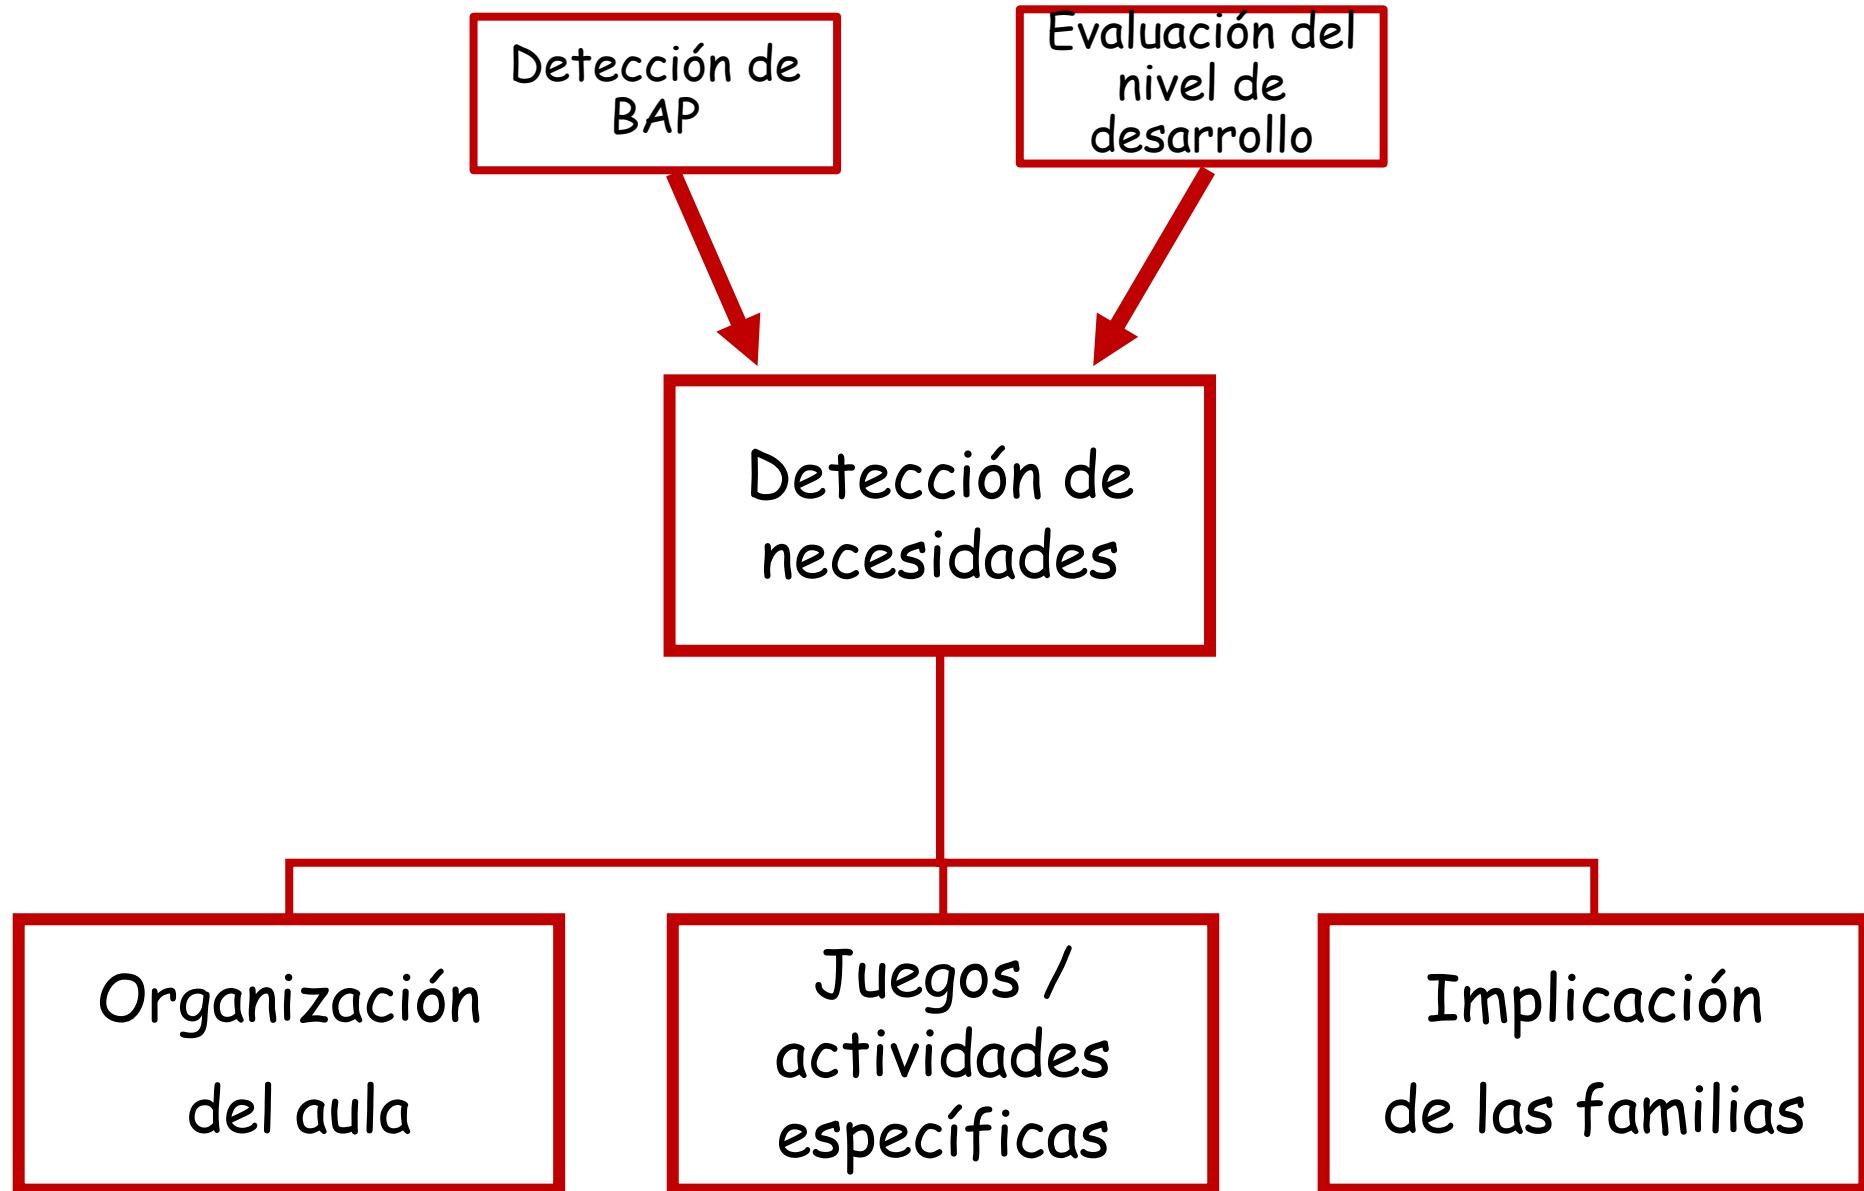 Detección de
BAP
Evaluación del
nivel de
desarrollo
Detección de
necesidades
Organización
del aula
Juegos /
actividades
específicas
Implicación
de las familias